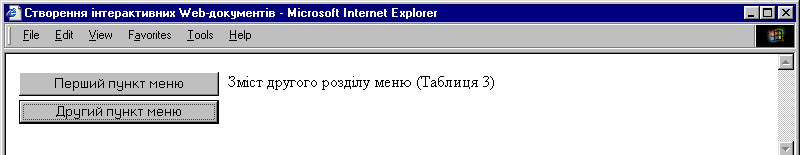 Створення інтерактивних Web-документів - Microsoft Internet Explorer
File Edit View Favorites Tools Help
Перший пункт меню Зміст другого розділу меню (Таблиця 3)
Другий пункт меню